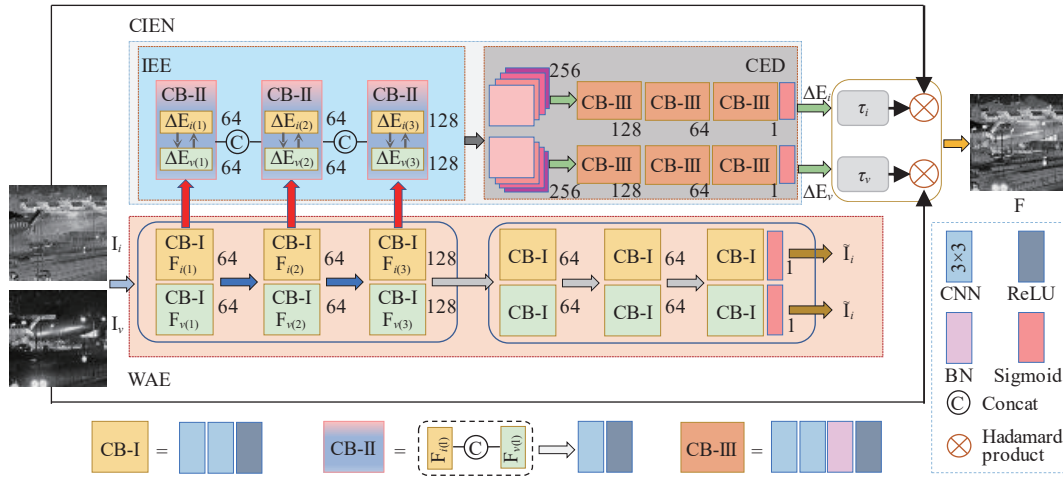 CIEN
IEE
CED
CB-II CB-II CB-II
ΔE_i(1) 64 ΔE_i(2) 64 ΔE_i(3) 128
C C
ΔE_v(1) 64 ΔE_v(2) 64 ΔE_v(3) 128
256 CB-III CB-III CB-III ΔE_i
128 64 1
τ_i
CB-III CB-III CB-III
256 128 64 1 ΔE_v
τ_v
F
I_i
I_v
CB-I CB-I CB-I
F_i(1) 64 F_i(2) 64 F_i(3) 128
CB-I CB-I CB-I
F_v(1) 64 F_v(2) 64 F_v(3) 128
CB-I 64 CB-I 64 CB-I 1 Ĩ_i
CB-I 64 CB-I 64 CB-I 1 Ĩ_i
WAE
3×3
CNN ReLU
BN Sigmoid
C Concat
Hadamard
product
CB-I =
CB-II = F_i(l) C F_v(l)
CB-III =